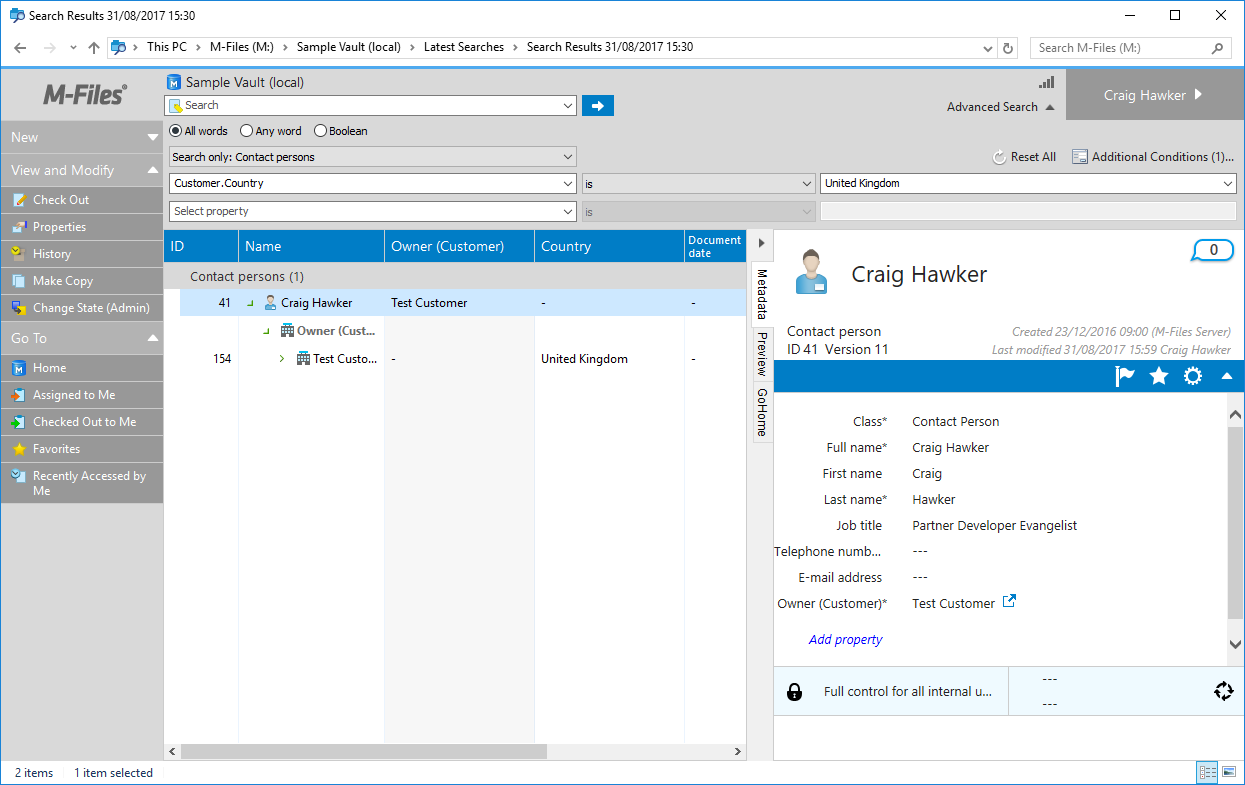 Search Results 31/08/2017 15:30
This PC > M-Files (M:) > Sample Vault (local) > Latest Searches > Search Results 31/08/2017 15:30
Search M-Files (M:)
M-Files®
Sample Vault (local)
Search
Advanced Search
Craig Hawker
All words Any word Boolean
Search only: Contact persons
Reset All
Additional Conditions (1)...
Customer.Country
is
United Kingdom
Select property
is
New
View and Modify
Check Out
Properties
History
Make Copy
Change State (Admin)
Go To
Home
Assigned to Me
Checked Out to Me
Favorites
Recently Accessed by
Me
ID Name Owner (Customer) Country Document
date
Contact persons (1)
41 Craig Hawker Test Customer - -
Owner (Cust...
154 Test Custo... - United Kingdom -
Metadata
Preview
GoHome
0
Craig Hawker
Contact person
Created 23/12/2016 09:00 (M-Files Server)
ID 41 Version 11
Last modified 31/08/2017 15:59 Craig Hawker
Class* Contact Person
Full name* Craig Hawker
First name Craig
Last name* Hawker
Job title Partner Developer Evangelist
Telephone numb... ---
E-mail address ---
Owner (Customer)* Test Customer
Add property
Full control for all internal u...
---
---
2 items 1 item selected